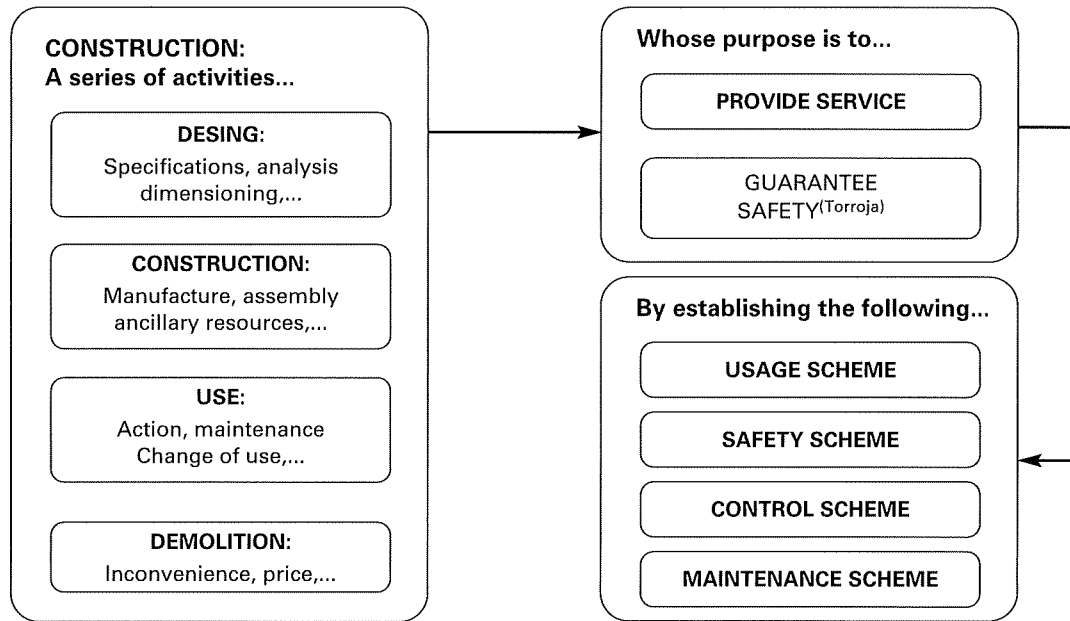 CONSTRUCTION:
A series of activities...
DESING:
Specifications, analysis
dimensioning,...
CONSTRUCTION:
Manufacture, assembly
ancillary resources,...
USE:
Action, maintenance
Change of use,...
DEMOLITION:
Inconvenience, price,...
Whose purpose is to...
PROVIDE SERVICE
GUARANTEE
SAFETY(Torroja)
By establishing the following...
USAGE SCHEME
SAFETY SCHEME
CONTROL SCHEME
MAINTENANCE SCHEME